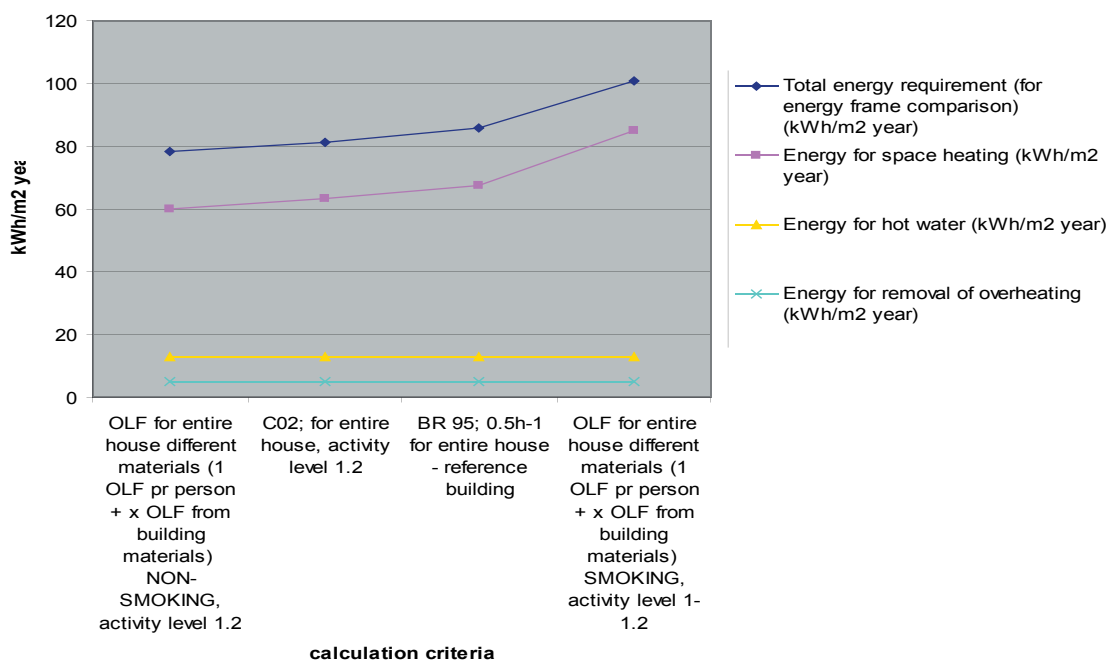 120
100
80
60
40
20
0
kWh/m2 yea
OLF for entire
house different
materials (1
OLF pr person
+ x OLF from
building
materials)
NON-
SMOKING,
activity level 1.2
C02; for entire
house, activity
level 1.2
BR 95; 0.5h-1
for entire house
- reference
building
OLF for entire
house different
materials (1
OLF pr person
+ x OLF from
building
materials)
SMOKING,
activity level 1-
1.2
calculation criteria
Total energy requirement (for
energy frame comparison)
(kWh/m2 year)
Energy for space heating (kWh/m2
year)
Energy for hot water (kWh/m2 year)
Energy for removal of overheating
(kWh/m2 year)